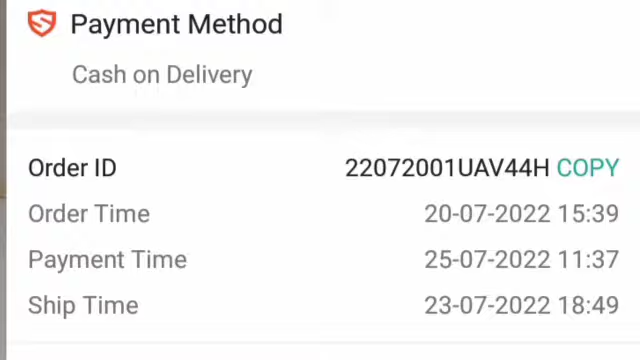 Payment Method
Cash on Delivery
Order ID 22072001UAV44H COPY
Order Time 20-07-2022 15:39
Payment Time 25-07-2022 11:37
Ship Time 23-07-2022 18:49